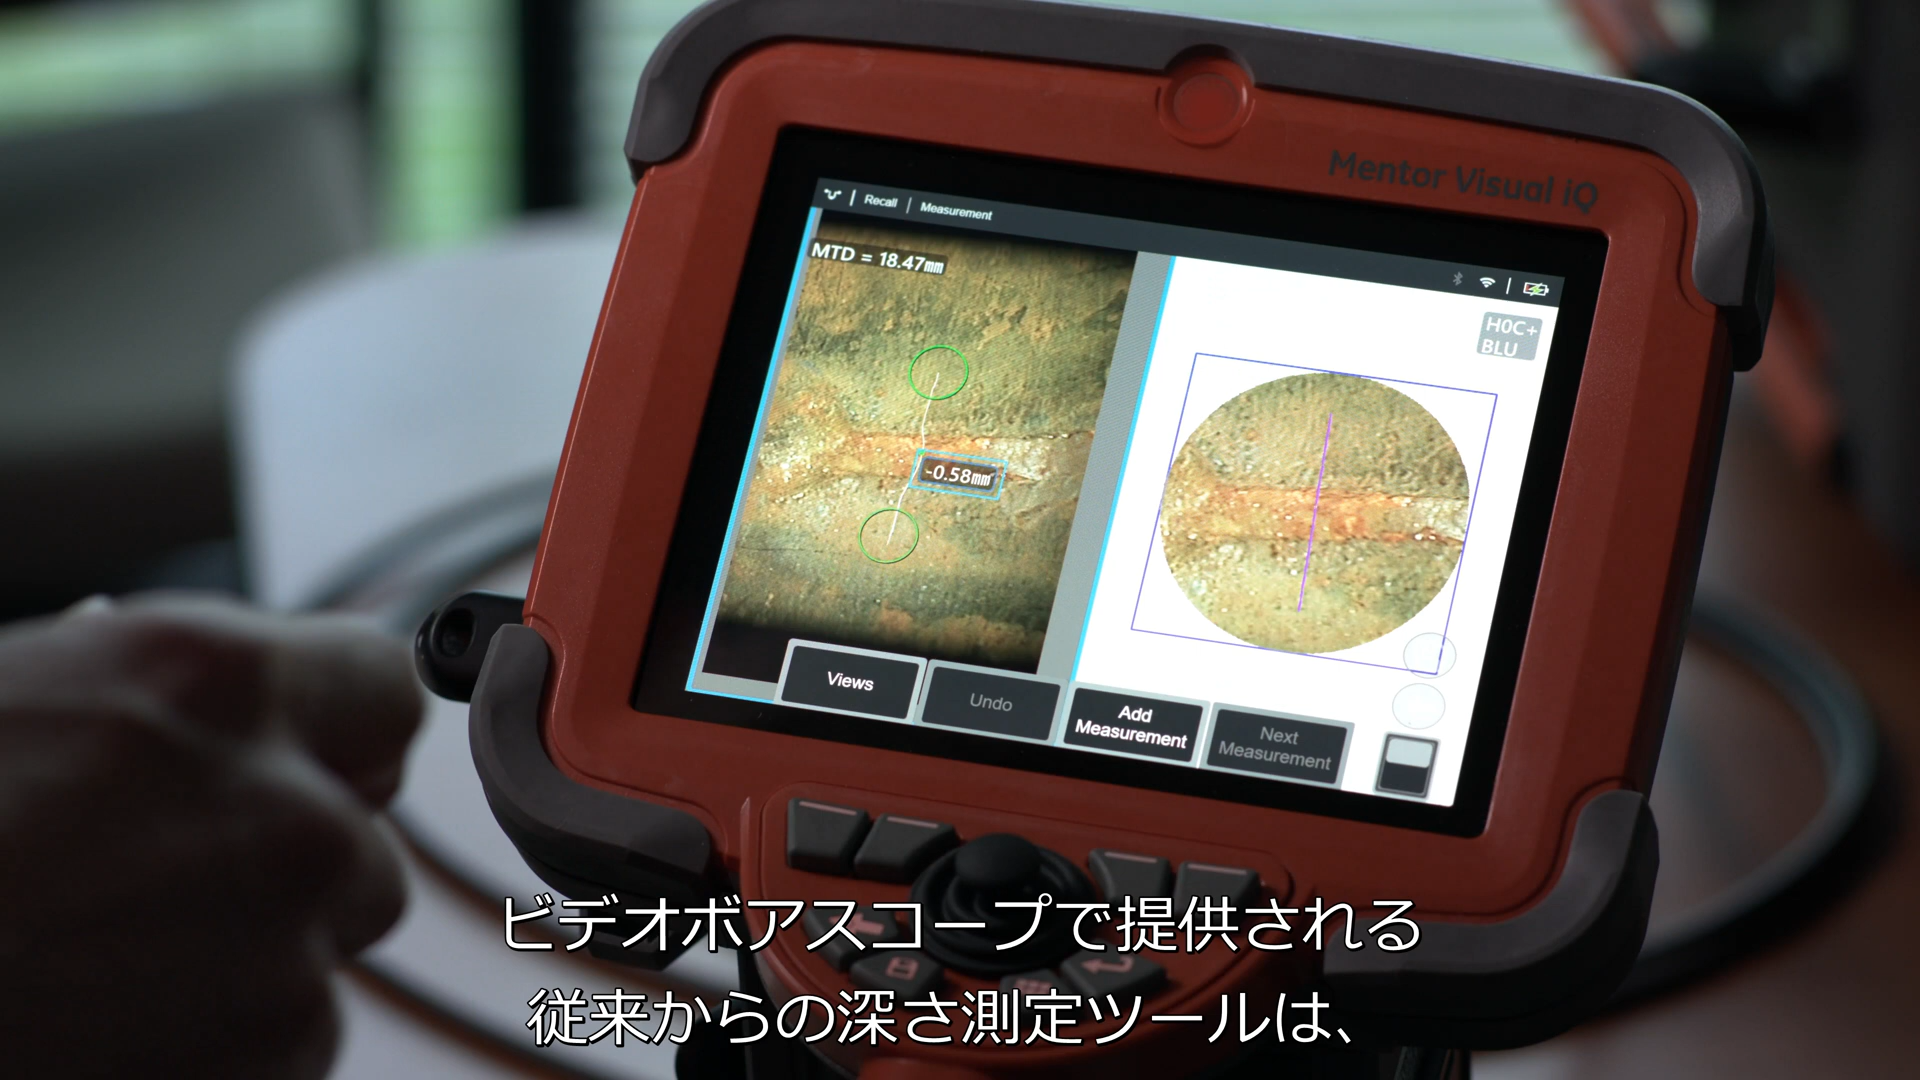 Mentor Visual iQ
Recall
Measurement
MTD = 18.47mm
H0C+
BLU
-0.58mm
Views
Undo
Add
Measurement
Next
Measurement
ビデオボアスコープで提供される
従来からの深さ測定ツールは、